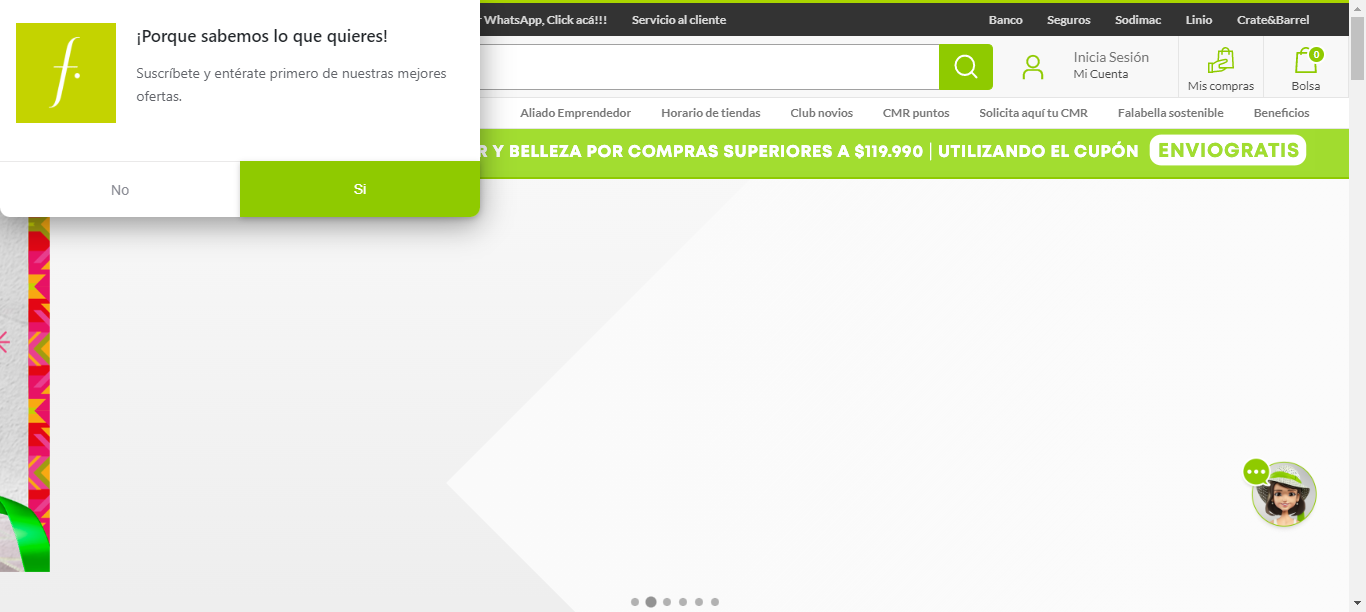 ¡Porque sabemos lo que quieres!
Suscríbete y entérate primero de nuestras mejores
ofertas.
No
Si
WhatsApp, Click acá!!!
Servicio al cliente
Banco
Seguros
Sodimac
Linio
Crate&Barrel
Inicia Sesión
Mi Cuenta
Mis compras
0
Bolsa
Aliado Emprendedor
Horario de tiendas
Club novios
CMR puntos
Solicita aquí tu CMR
Falabella sostenible
Beneficios
Y BELLEZA POR COMPRAS SUPERIORES A $119.990 | UTILIZANDO EL CUPÓN ENVIOGRATIS